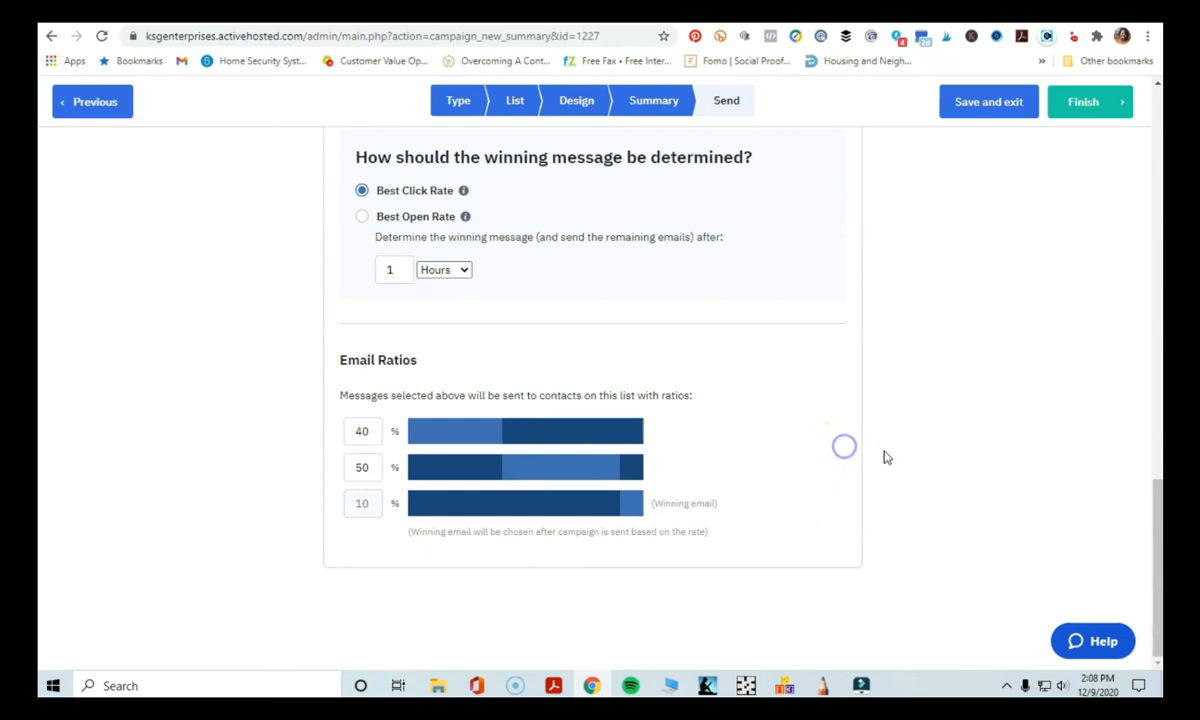 ksgenterprises.activehosted.com/admin/main.php?action=campaign_new_summary&id=1227
Apps Bookmarks Home Security Syst... Customer Value Op... Overcoming A Cont... Free Fax • Free Inter... Fomo | Social Proof... Housing and Neigh... » Other bookmarks
Previous Type List Design Summary Send Save and exit Finish
How should the winning message be determined?
Best Click Rate
Best Open Rate
Determine the winning message (and send the remaining emails) after:
1 Hours
Email Ratios
Messages selected above will be sent to contacts on this list with ratios:
40 %
50 %
10 % (Winning email)
(Winning email will be chosen after campaign is sent based on the rate)
Help
Search
2:08 PM
12/9/2020